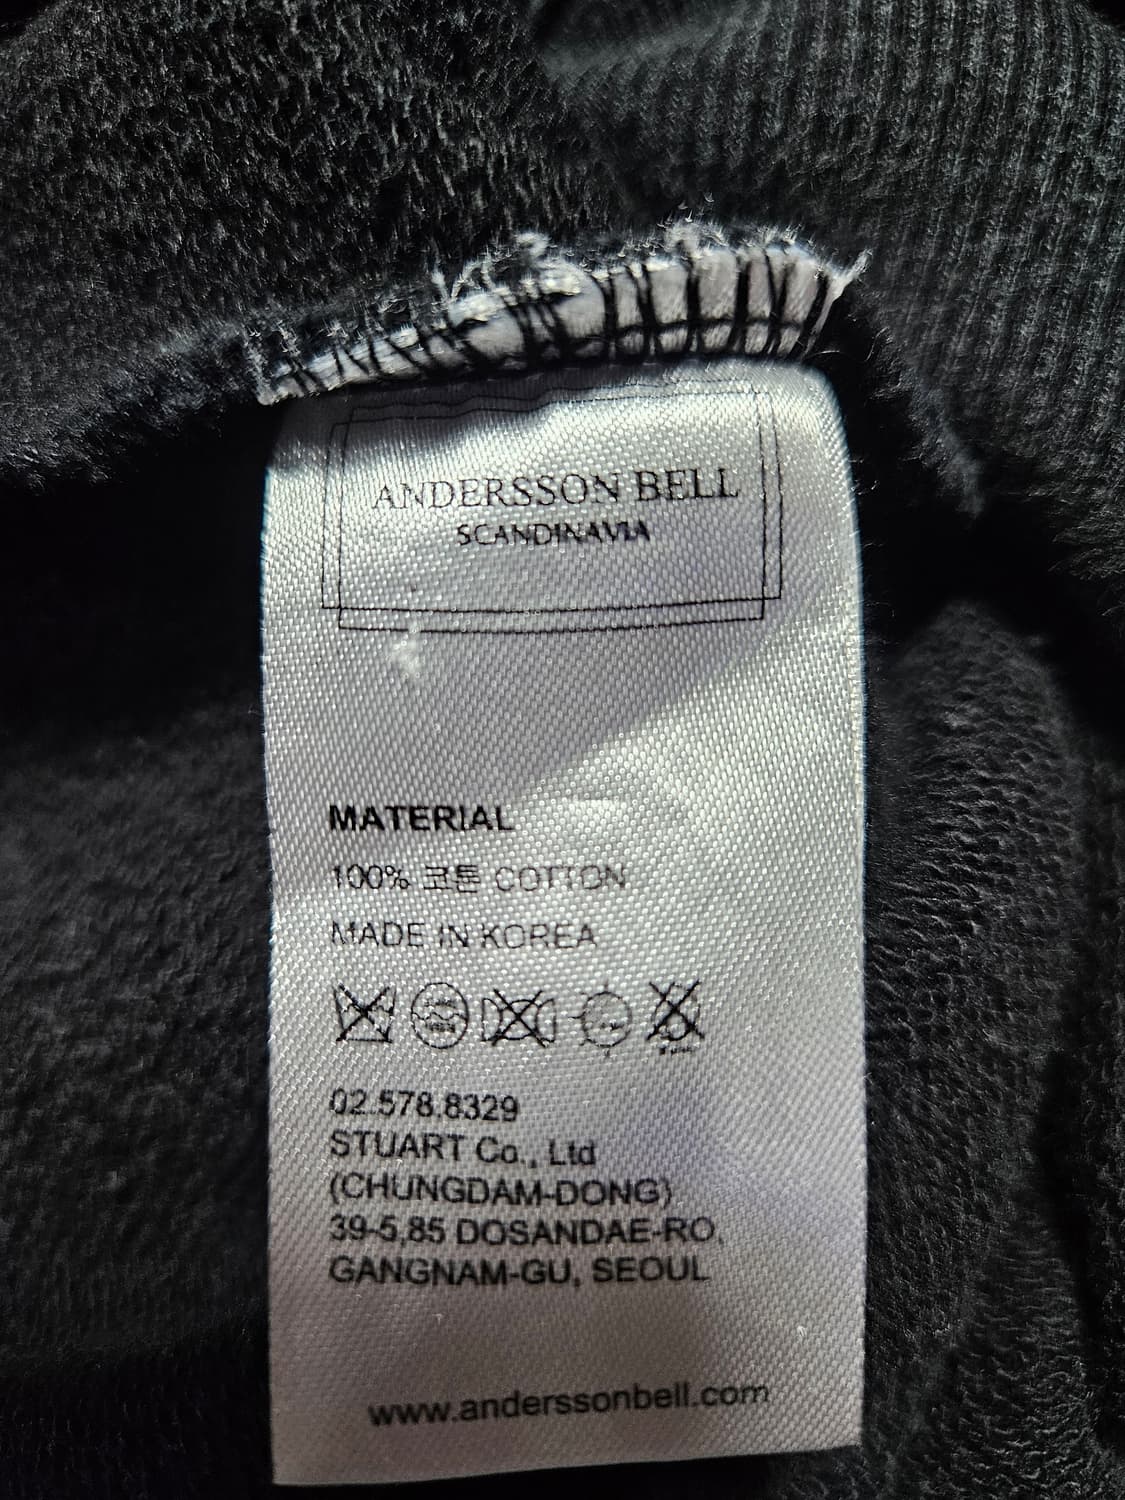 ANDERSSON BELL
SCANDINAVIA
MATERIAL
100% 코튼 COTTON
MADE IN KOREA
02.578.8329
STUART Co., Ltd
(CHUNGDAM-DONG)
39-5,85 DOSANDAE-RO,
GANGNAM-GU, SEOUL
www.anderssonbell.com